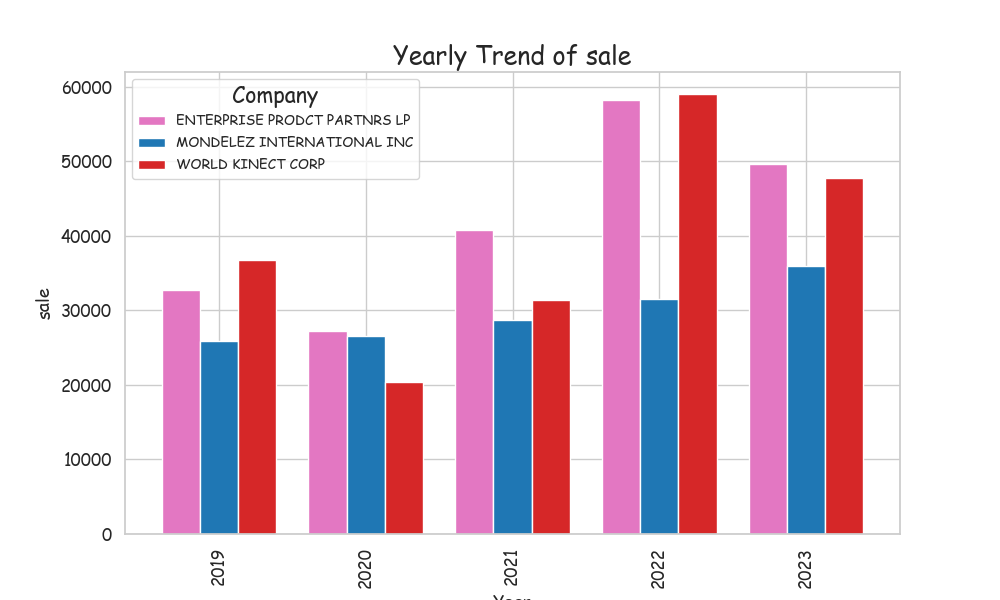 Yearly Trend of sale
Company
ENTERPRISE PRODCT PARTNRS LP
MONDELEZ INTERNATIONAL INC
WORLD KINECT CORP
60000
50000
40000
30000
20000
10000
0
sale
2019
2020
2021
2022
2023
Year